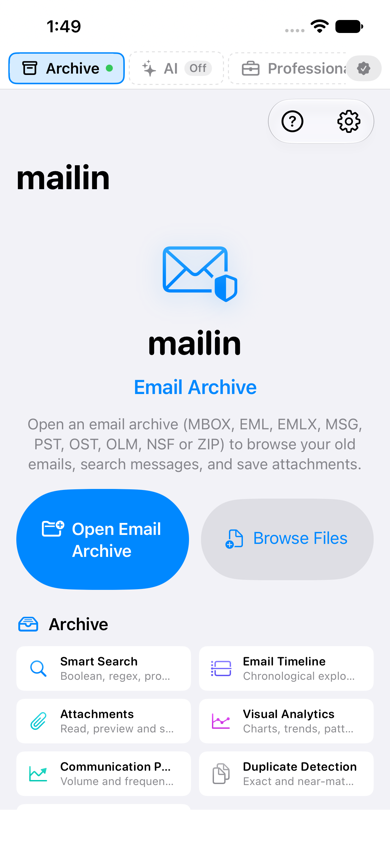 1:49
Archive
AI Off
Professiona
mailin
mailin
Email Archive
Open an email archive (MBOX, EML, EMLX, MSG,
PST, OST, OLM, NSF or ZIP) to browse your old
emails, search messages, and save attachments.
Open Email
Archive
Browse Files
Archive
Smart Search
Boolean, regex, pro...
Email Timeline
Chronological explo...
Attachments
Read, preview and s...
Visual Analytics
Charts, trends, patt...
Communication P...
Volume and frequen...
Duplicate Detection
Exact and near-mat...